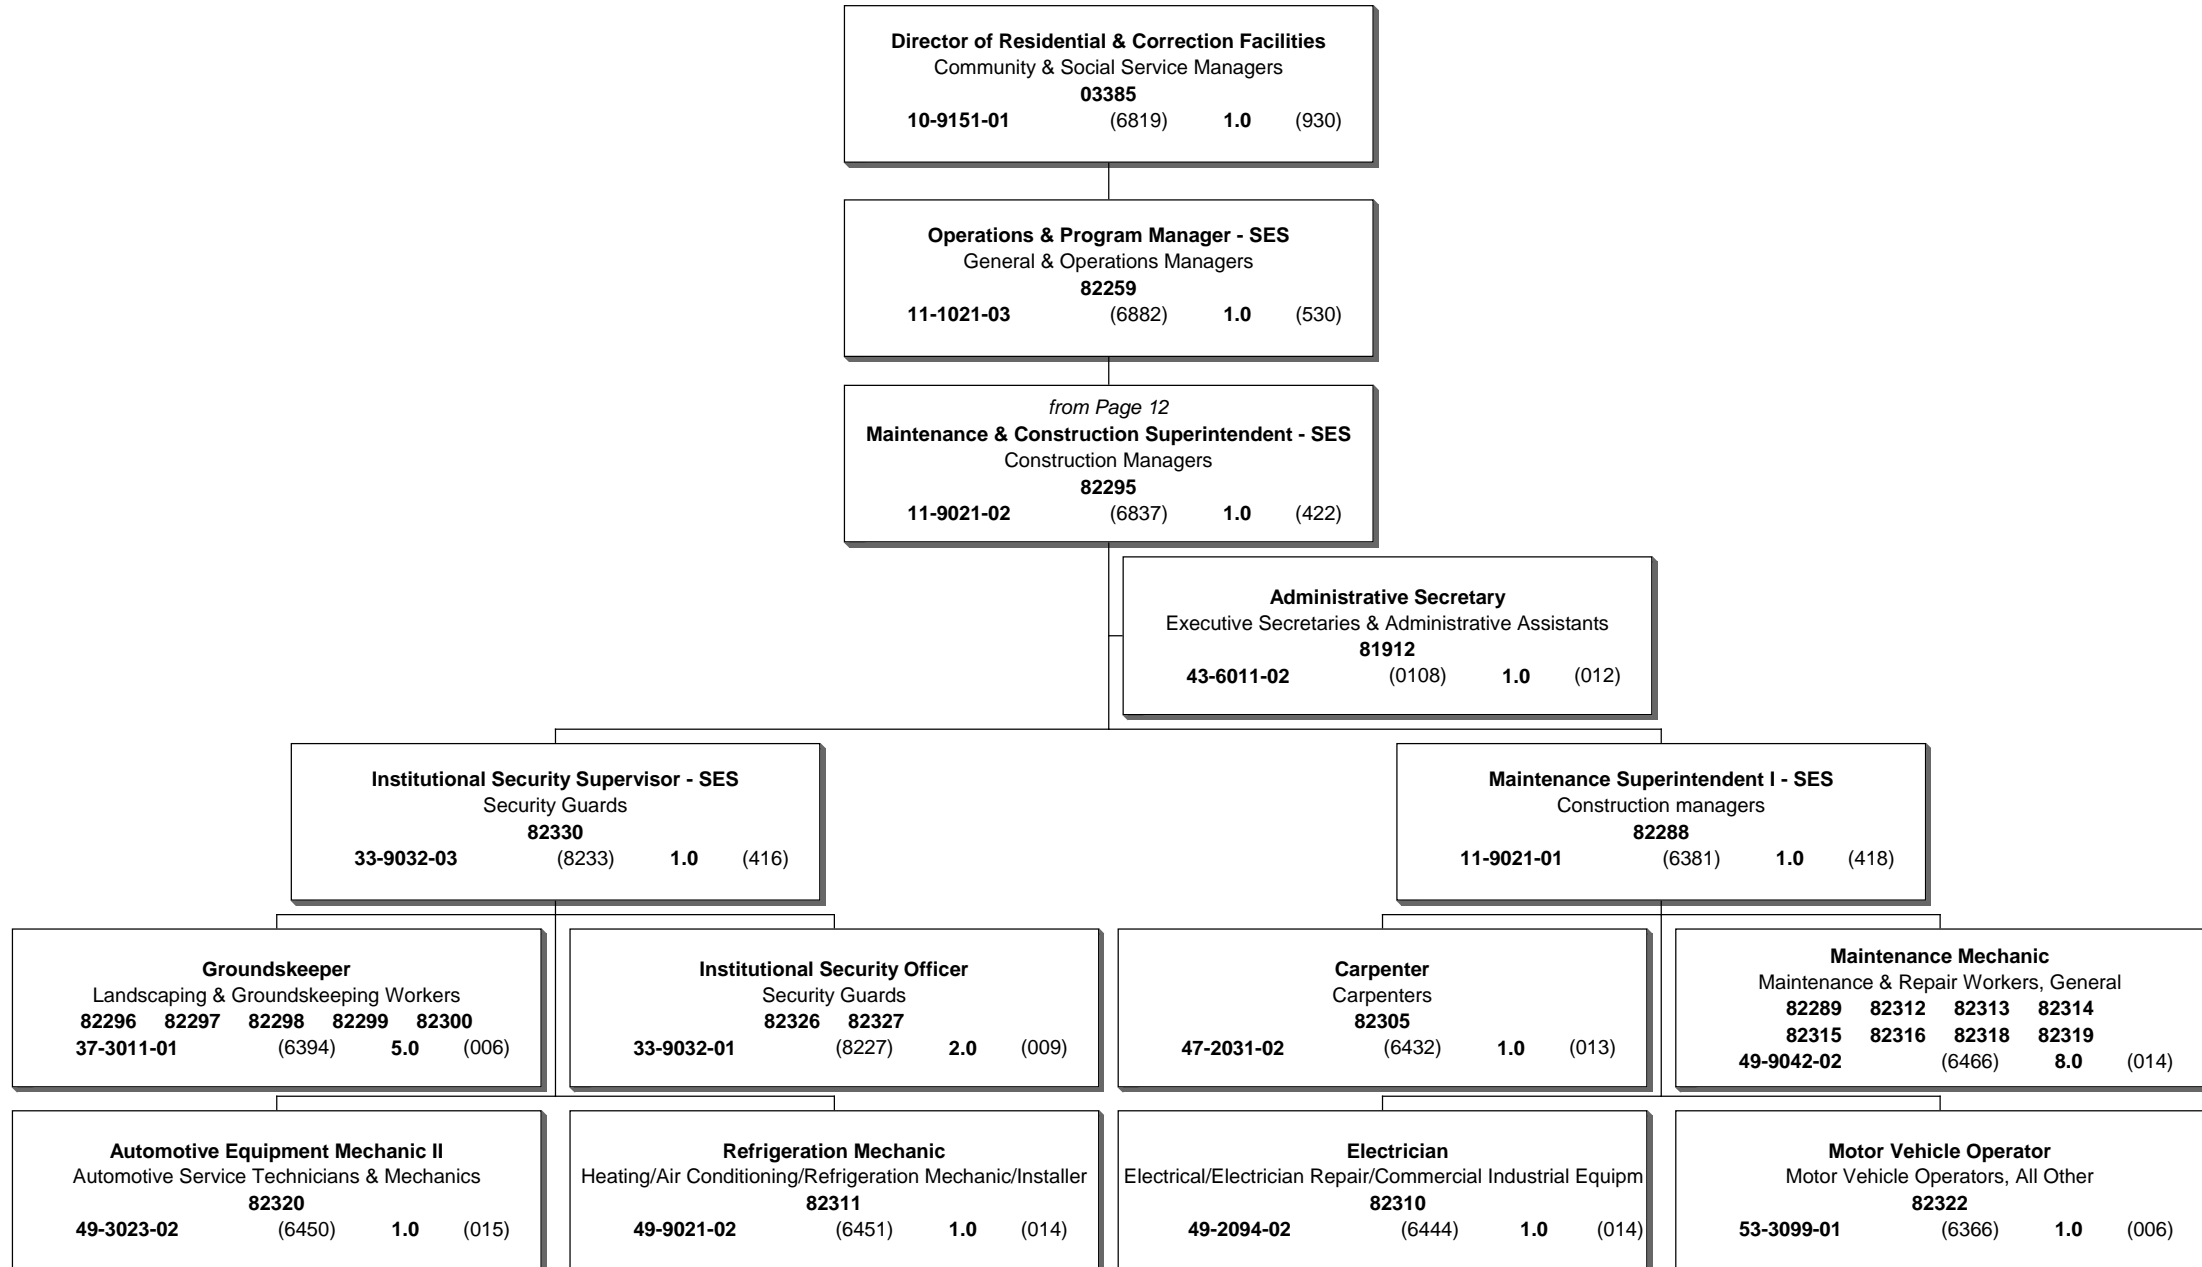 Director of Residential & Correction Facilities
Community & Social Service Managers
03385
10-9151-01 (6819) 1.0 (930)
Operations & Program Manager - SES
General & Operations Managers
82259
11-1021-03 (6882) 1.0 (530)
from Page 12
Maintenance & Construction Superintendent - SES
Construction Managers
82295
11-9021-02 (6837) 1.0 (422)
Administrative Secretary
Executive Secretaries & Administrative Assistants
81912
43-6011-02 (0108) 1.0 (012)
Institutional Security Supervisor - SES
Security Guards
82330
33-9032-03 (8233) 1.0 (416)
Maintenance Superintendent I - SES
Construction managers
82288
11-9021-01 (6381) 1.0 (418)
Groundskeeper
Landscaping & Groundskeeping Workers
82296 82297 82298 82299 82300
37-3011-01 (6394) 5.0 (006)
Institutional Security Officer
Security Guards
82326 82327
33-9032-01 (8227) 2.0 (009)
Carpenter
Carpenters
82305
47-2031-02 (6432) 1.0 (013)
Maintenance Mechanic
Maintenance & Repair Workers, General
82289 82312 82313 82314
82315 82316 82318 82319
49-9042-02 (6466) 8.0 (014)
Automotive Equipment Mechanic II
Automotive Service Technicians & Mechanics
82320
49-3023-02 (6450) 1.0 (015)
Refrigeration Mechanic
Heating/Air Conditioning/Refrigeration Mechanic/Installer
82311
49-9021-02 (6451) 1.0 (014)
Electrician
Electrical/Electrician Repair/Commercial Industrial Equipm
82310
49-2094-02 (6444) 1.0 (014)
Motor Vehicle Operator
Motor Vehicle Operators, All Other
82322
53-3099-01 (6366) 1.0 (006)